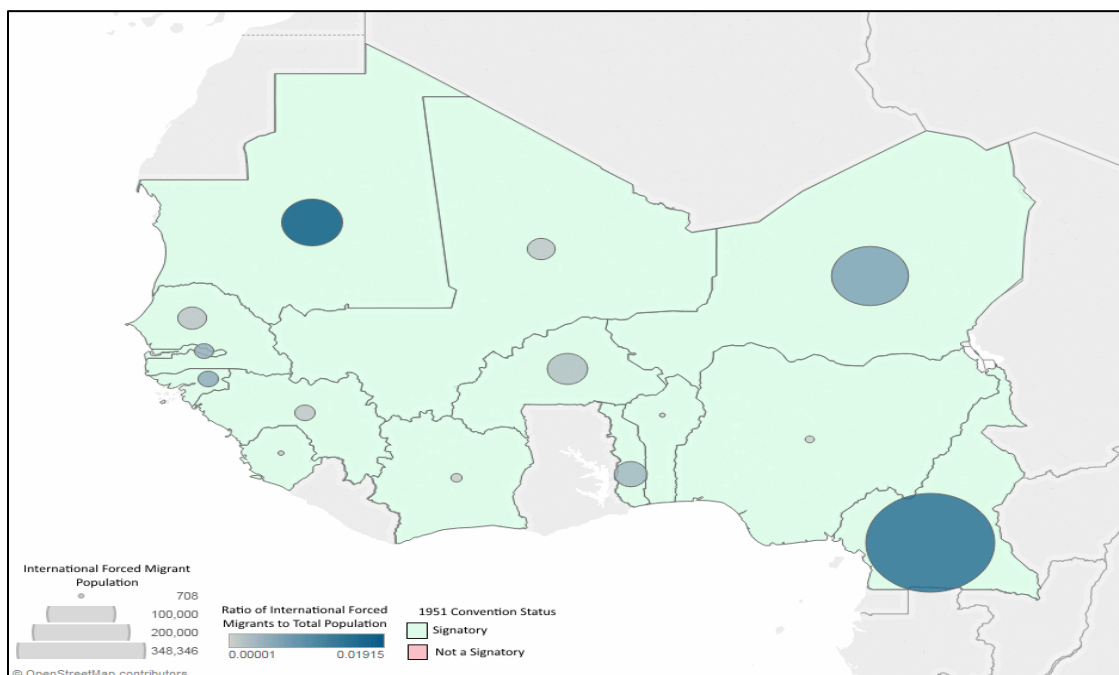 International Forced Migrant
Population
708
100,000
200,000
348,346
Ratio of International Forced
Migrants to Total Population
0.00001 0.01915
1951 Convention Status
Signatory
Not a Signatory
© OpenStreetMap contributors